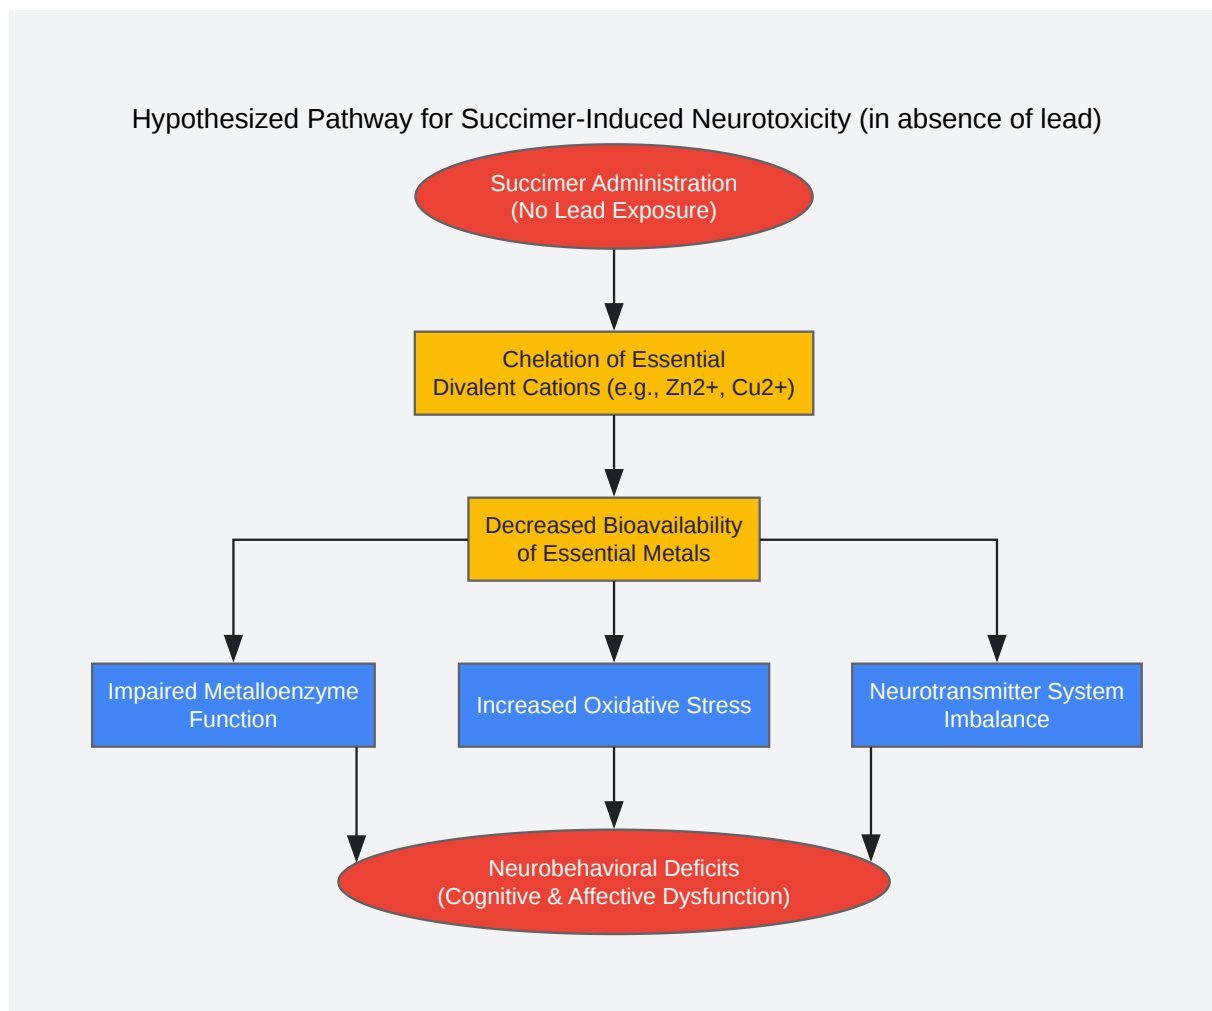 Hypothesized Pathway for Succimer-Induced Neurotoxicity (in absence of lead)
Succimer Administration
(No Lead Exposure)
Chelation of Essential
Divalent Cations (e.g., Zn2+, Cu2+)
Decreased Bioavailability
of Essential Metals
Impaired Metalloenzyme
Function
Increased Oxidative Stress
Neurotransmitter System
Imbalance
Neurobehavioral Deficits
(Cognitive & Affective Dysfunction)